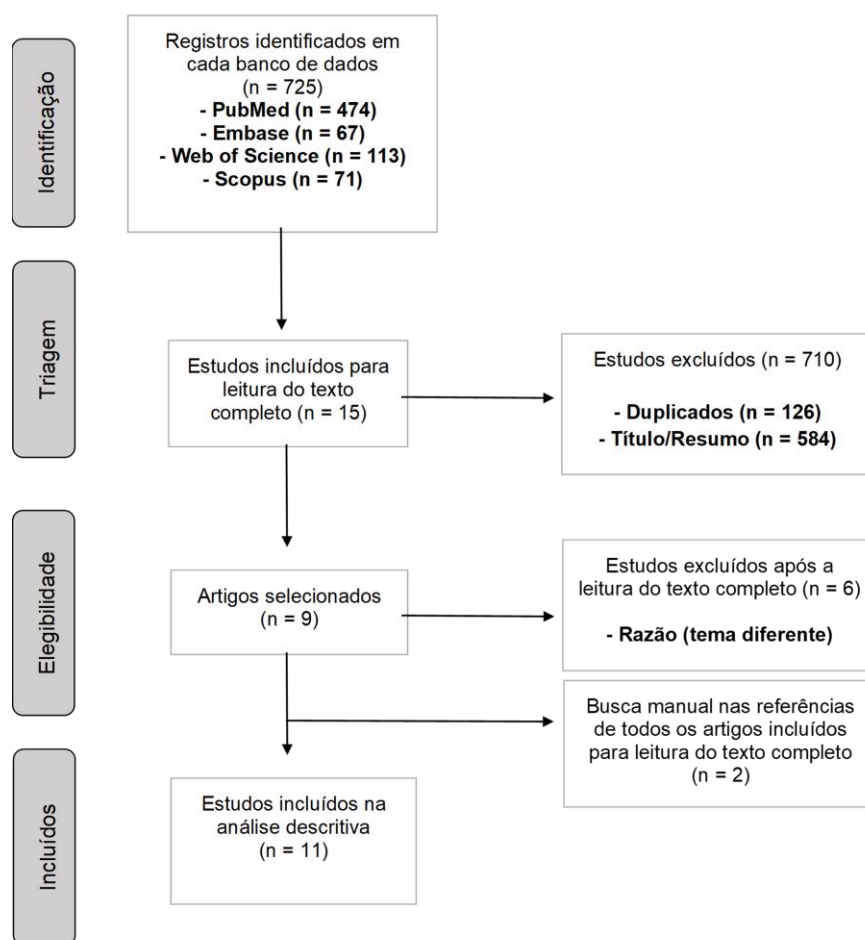 Identificação
Registros identificados em
cada banco de dados
(n = 725)
- PubMed (n = 474)
- Embase (n = 67)
- Web of Science (n = 113)
- Scopus (n = 71)
Triagem
Estudos incluídos para
leitura do texto
completo (n = 15)
Estudos excluídos (n = 710)
- Duplicados (n = 126)
- Título/Resumo (n = 584)
Elegibilidade
Artigos selecionados
(n = 9)
Estudos excluídos após a
leitura do texto completo (n = 6)
- Razão (tema diferente)
Busca manual nas referências
de todos os artigos incluídos
para leitura do texto completo
(n = 2)
Incluídos
Estudos incluídos na
análise descritiva
(n = 11)